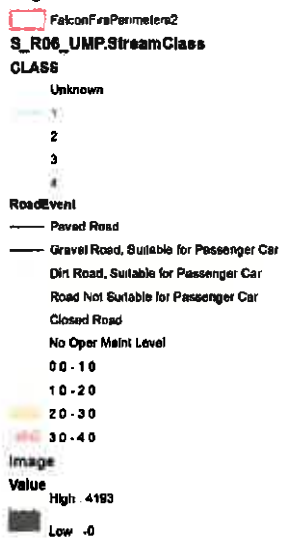 FalconFirePerimeters2
S_R06_UMP.StreamClass
CLASS
Unknown
1
2
3
4
RoadEvent
Paved Road
Gravel Road, Suitable for Passenger Car
Dirt Road, Suitable for Passenger Car
Road Not Suitable for Passenger Car
Closed Road
No Oper Maint Level
0 0 - 1 0
1 0 - 2 0
2 0 - 3 0
3 0 - 4 0
Image
Value
High : 4193
Low : -0